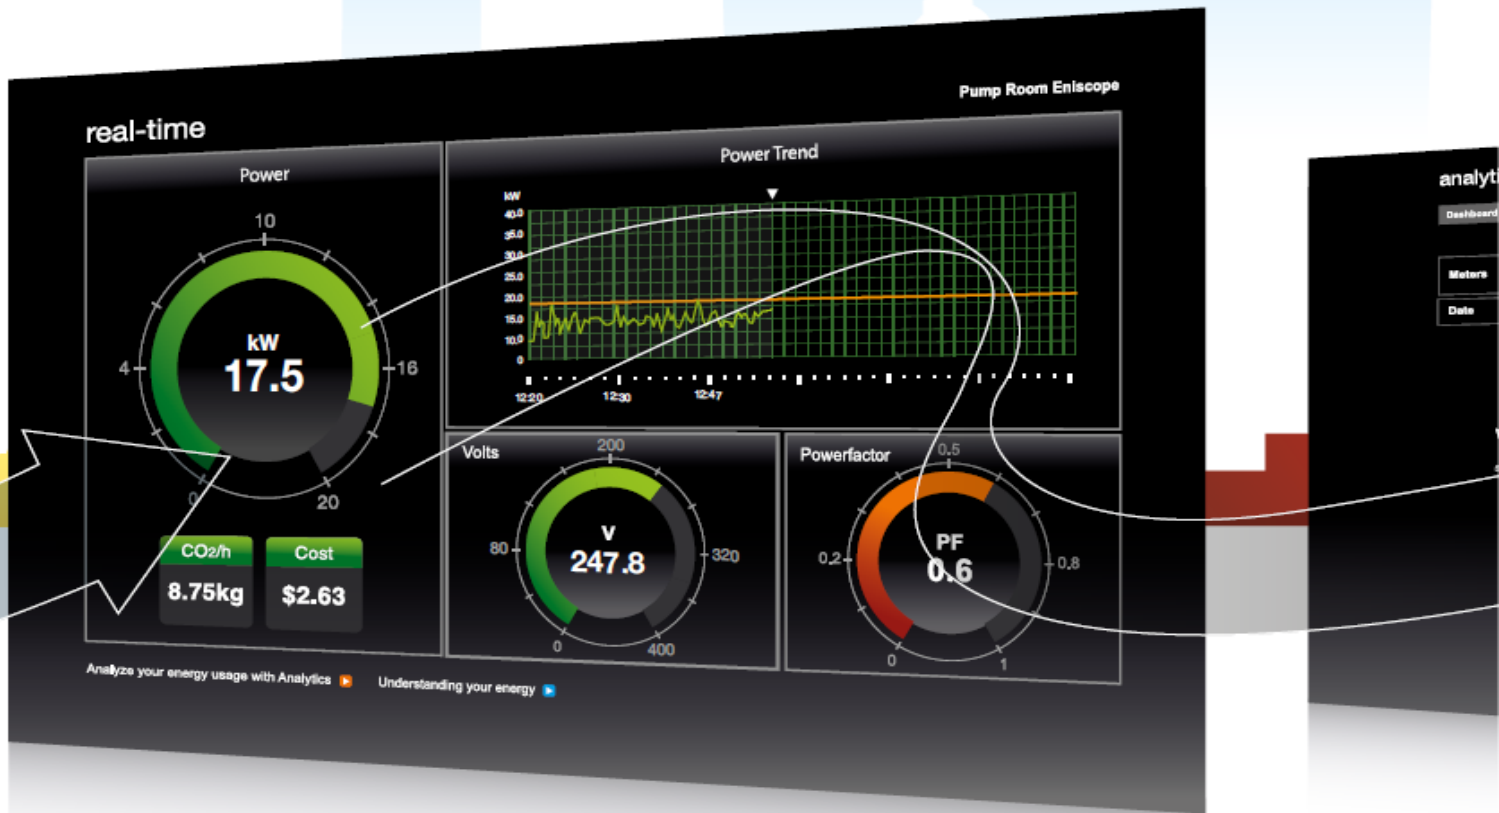 Pump Room Eniscope
real-time
Power
10
4
16
kW
17.5
0
20
CO2/h
8.75kg
Cost
$2.63
Power Trend
kW
40.0
35.0
30.0
25.0
20.0
15.0
10.0
0
12:20
12:30
12:47
Volts
200
80
320
V
247.8
0
400
Powerfactor
0.5
0.2
0.8
PF
0.6
0
1
Analyze your energy usage with Analytics
Understanding your energy
analyti
Dashboard
Meters
Date